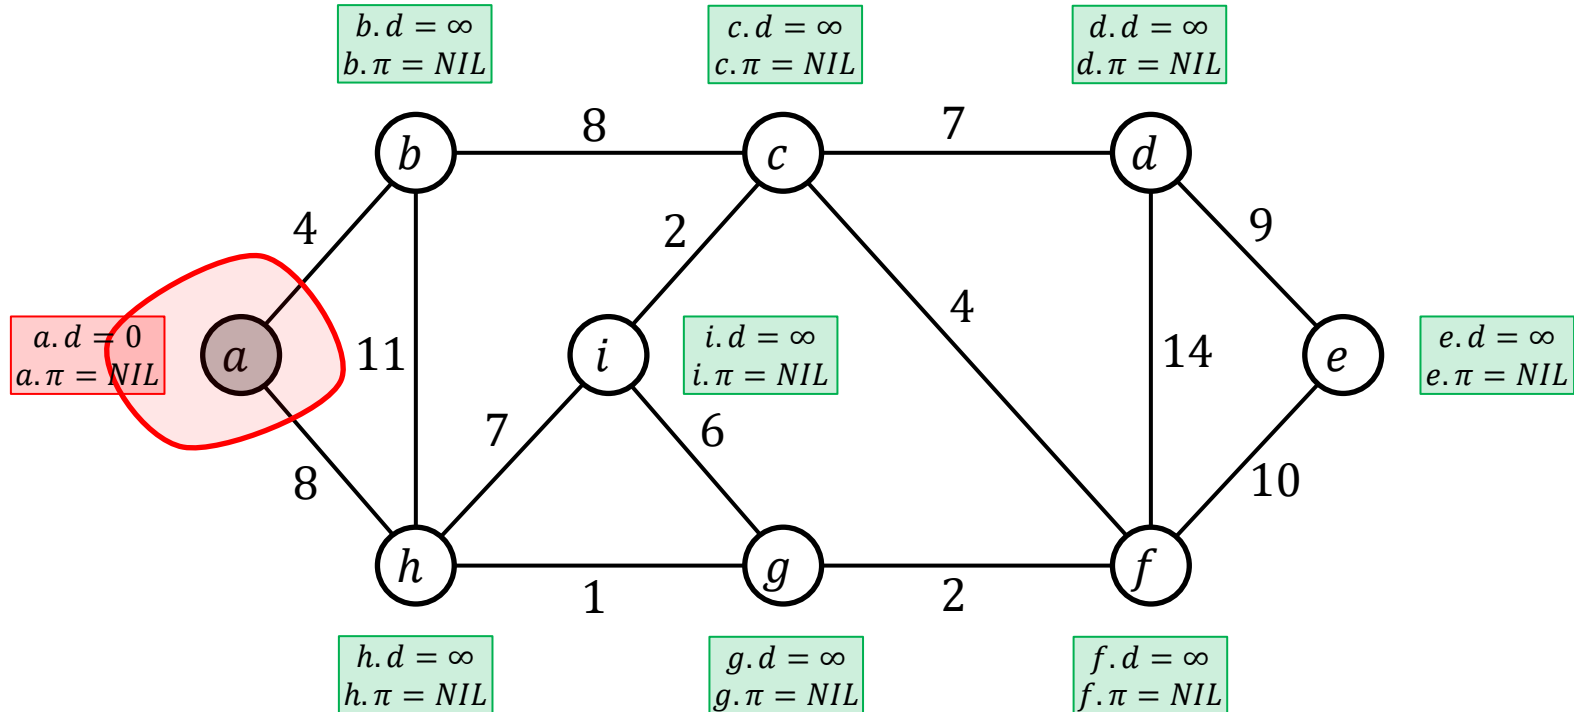 b.d = ∞
b.π = NIL
c.d = ∞
c.π = NIL
d.d = ∞
d.π = NIL
8
7
b
c
d
4
2
9
4
a.d = 0
a.π = NIL
a
11
i
i.d = ∞
i.π = NIL
14
e
e.d = ∞
e.π = NIL
7
6
8
10
h
g
f
1
2
h.d = ∞
h.π = NIL
g.d = ∞
g.π = NIL
f.d = ∞
f.π = NIL